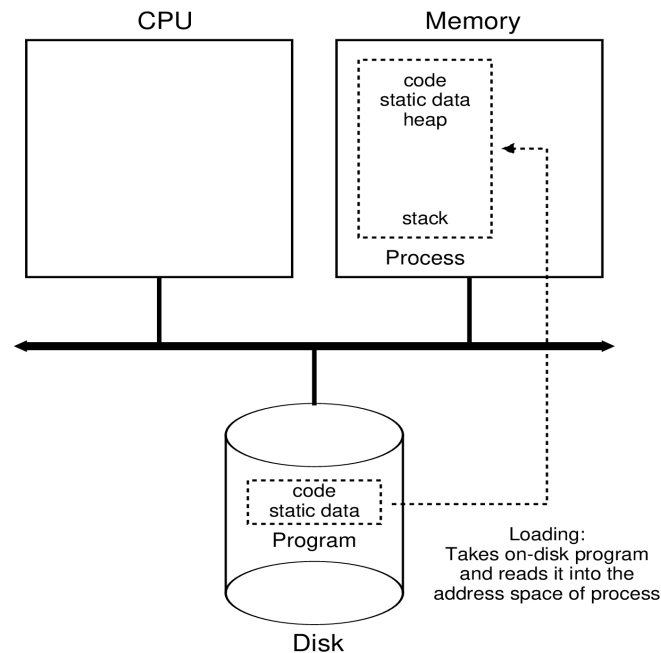 CPU
Memory
code
static data
heap
stack
Process
code
static data
Program
Loading:
Takes on-disk program
and reads it into the
address space of process
Disk